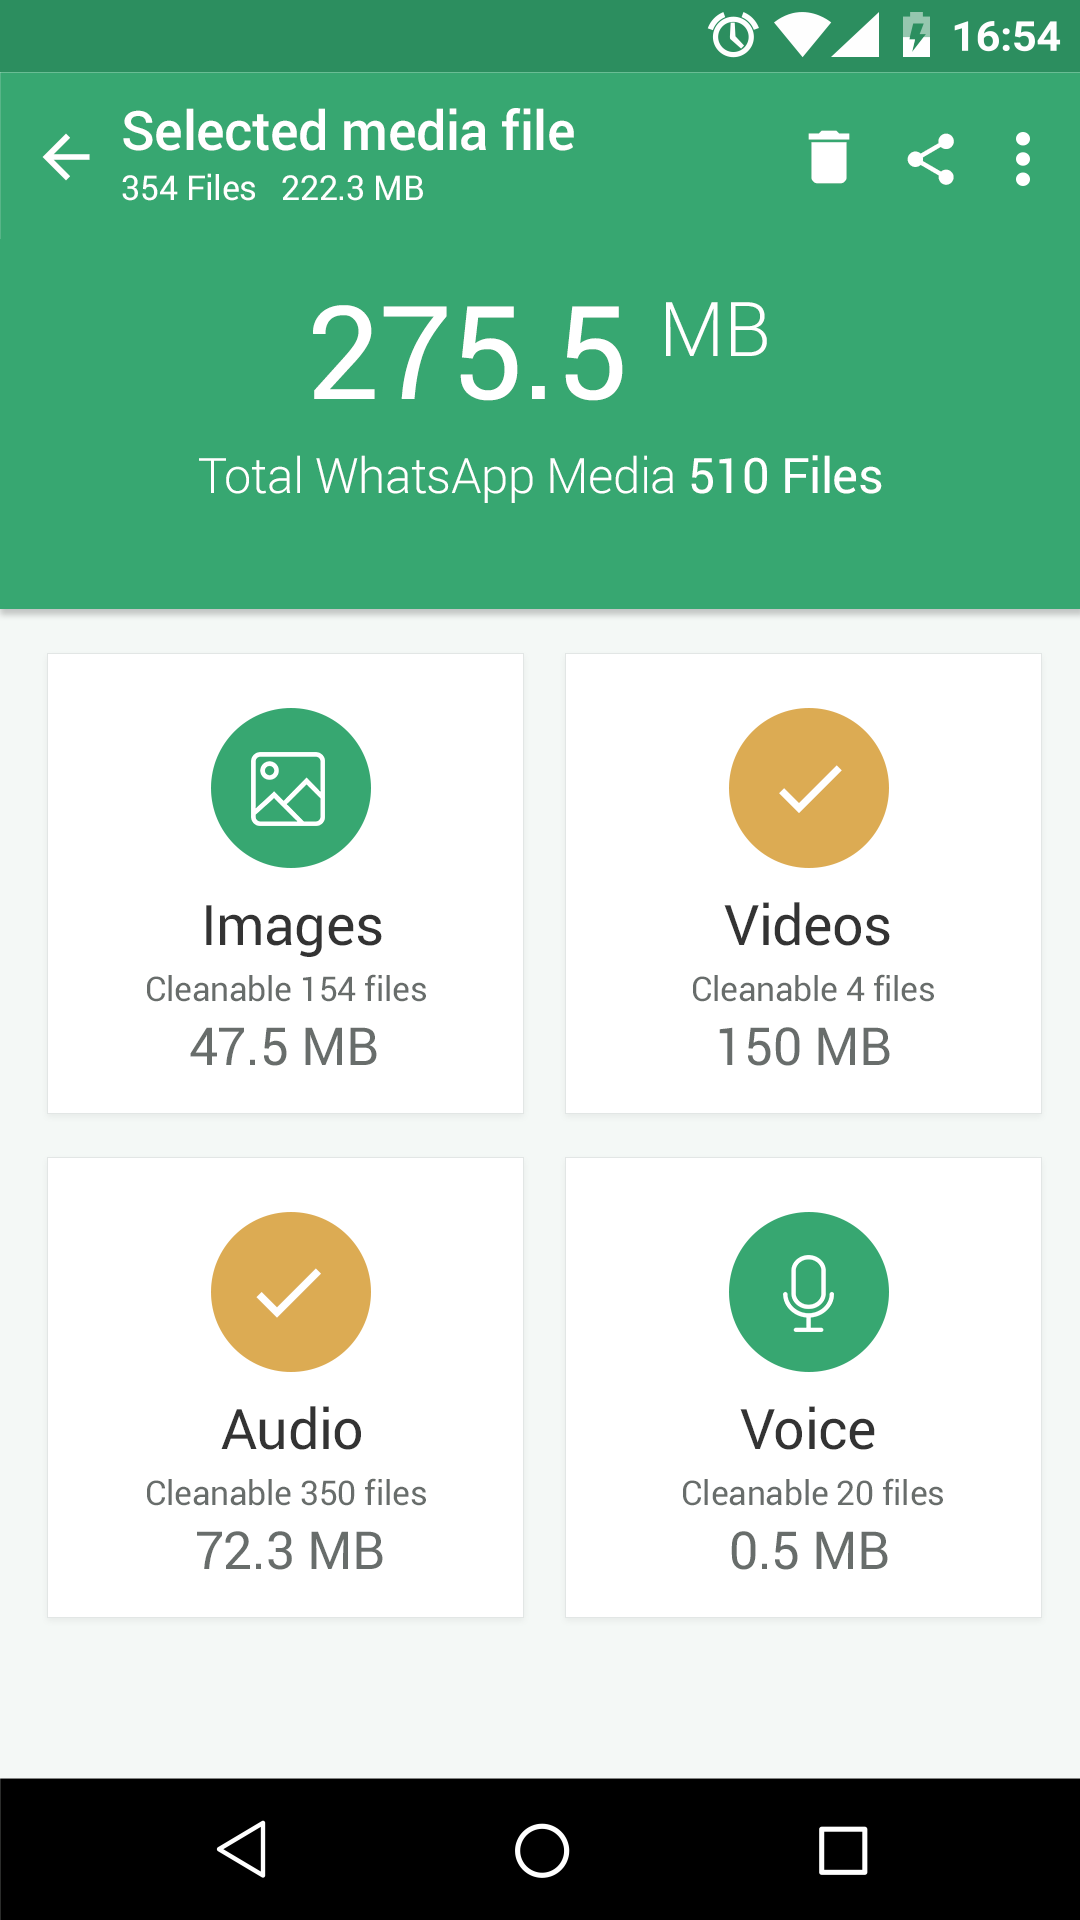 16:54
Selected media file
354 Files 222.3 MB
275.5 MB
Total WhatsApp Media 510 Files
Images
Cleanable 154 files
47.5 MB
Videos
Cleanable 4 files
150 MB
Audio
Cleanable 350 files
72.3 MB
Voice
Cleanable 20 files
0.5 MB